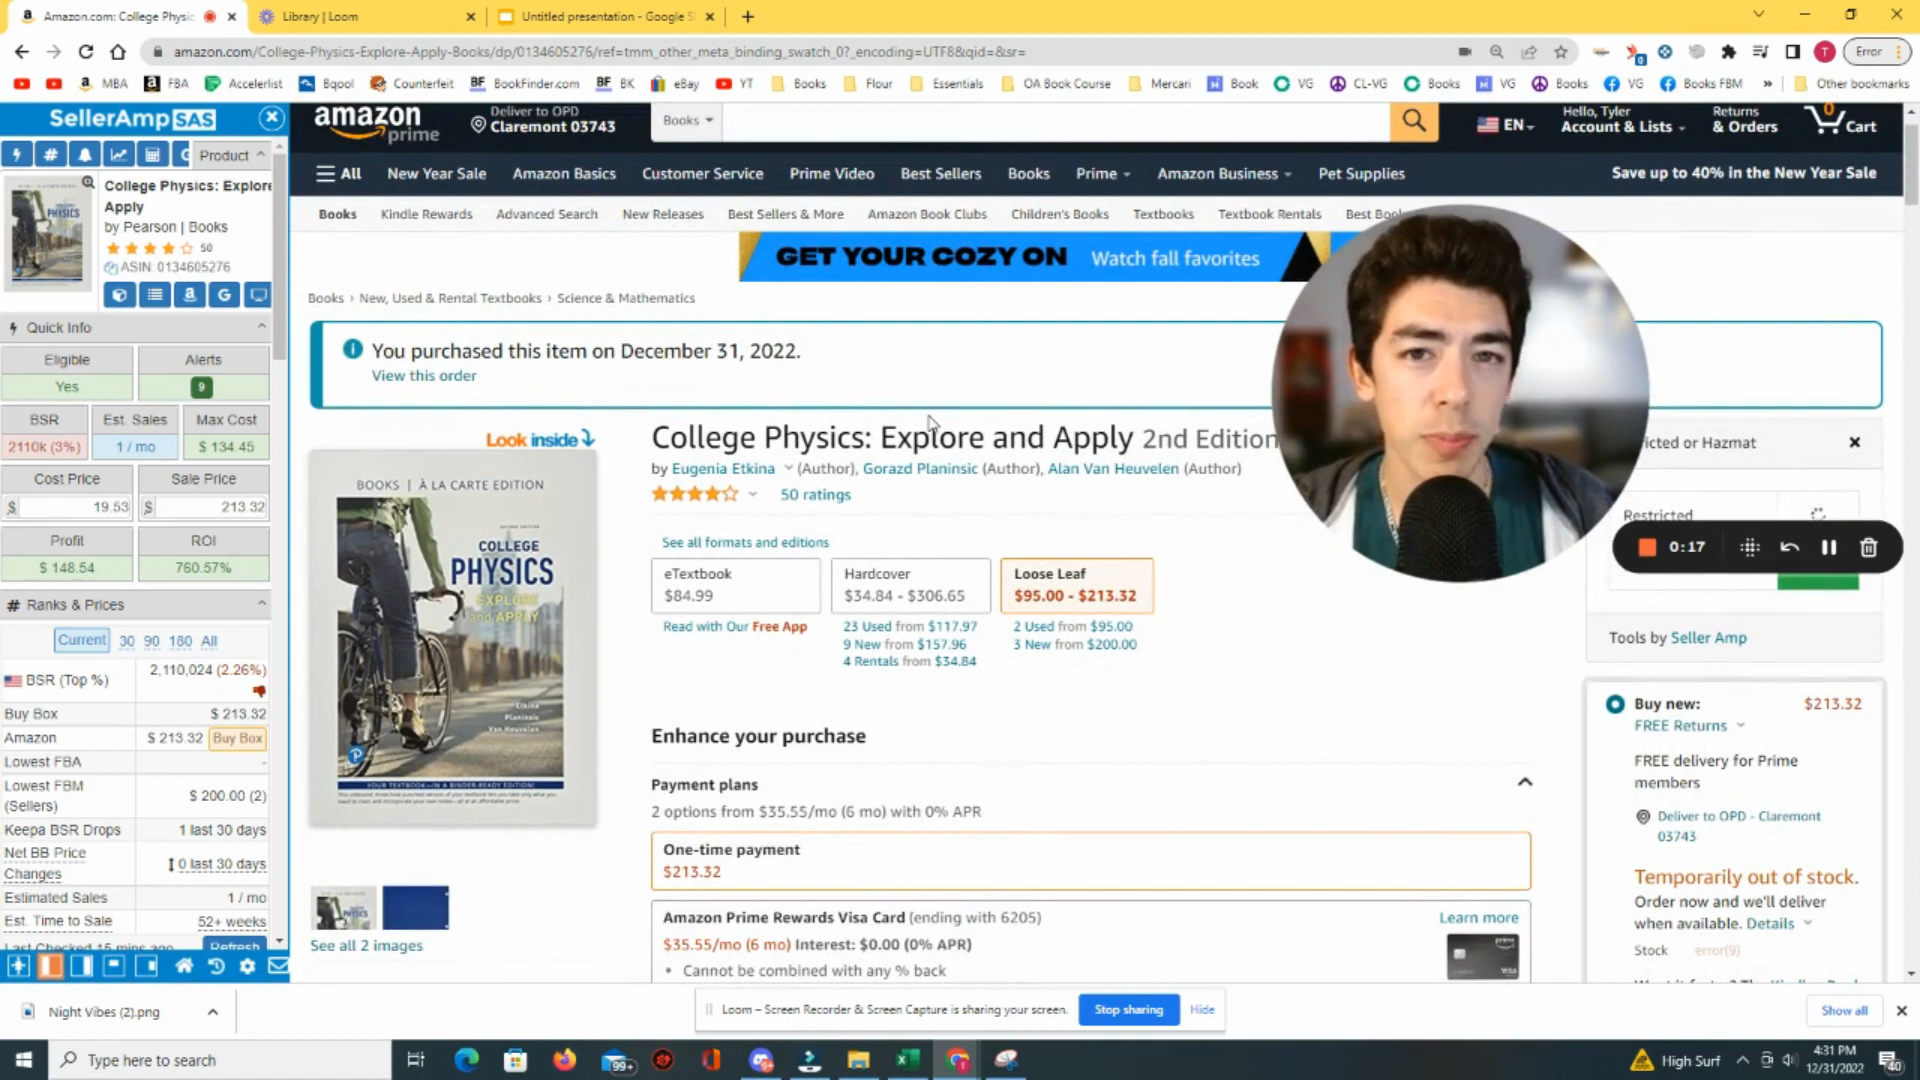 Amazon.com: College Physic
Library | Loom
Untitled presentation - Google S
amazon.com/College-Physics-Explore-Apply-Books/dp/0134605276/ref=tmm_other_meta_binding_swatch_0?_encoding=UTF8&qid=&sr=
Error
MBA FBA Accelerlist Bqool Counterfeit BookFinder.com BK eBay YT Books Flour Essentials OA Book Course Mercari Book VG CL-VG Books VG Books VG Books FBM » Other bookmarks
SellerAmp SAS
Product
College Physics: Explore
Apply
by Pearson | Books
50
ASIN: 0134605276
Quick Info
Eligible Alerts
Yes 9
BSR Est. Sales Max Cost
2110k (3%) 1 / mo $ 134.45
Cost Price Sale Price
$ 19.53 $ 213.32
Profit ROI
$ 148.54 760.57%
# Ranks & Prices
Current 30 90 180 All
BSR (Top %) 2,110,024 (2.26%)
Buy Box $ 213.32
Amazon $ 213.32 Buy Box
Lowest FBA -
Lowest FBM
(Sellers) $ 200.00 (2)
Keepa BSR Drops 1 last 30 days
Net BB Price
Changes 0 last 30 days
Estimated Sales 1 / mo
Est. Time to Sale 52+ weeks
Last Checked 15 mins ago Refresh
amazon
prime
Deliver to OPD
Claremont 03743
Books
EN
Hello, Tyler
Account & Lists
Returns
& Orders
0
Cart
All New Year Sale Amazon Basics Customer Service Prime Video Best Sellers Books Prime Amazon Business Pet Supplies Save up to 40% in the New Year Sale
Books Kindle Rewards Advanced Search New Releases Best Sellers & More Amazon Book Clubs Children's Books Textbooks Textbook Rentals Best Boo
GET YOUR COZY ON Watch fall favorites
Books › New, Used & Rental Textbooks › Science & Mathematics
You purchased this item on December 31, 2022.
View this order
Look inside
BOOKS | À LA CARTE EDITION
COLLEGE
PHYSICS
EXPLORE
and APPLY
Etkina
Planinsic
Van Heuvelen
See all 2 images
College Physics: Explore and Apply 2nd Edition
by Eugenia Etkina (Author), Gorazd Planinsic (Author), Alan Van Heuvelen (Author)
50 ratings
See all formats and editions
eTextbook
$84.99
Read with Our Free App
Hardcover
$34.84 - $306.65
23 Used from $117.97
9 New from $157.96
4 Rentals from $34.84
Loose Leaf
$95.00 - $213.32
2 Used from $95.00
3 New from $200.00
Enhance your purchase
Payment plans
2 options from $35.55/mo (6 mo) with 0% APR
One-time payment
$213.32
Amazon Prime Rewards Visa Card (ending with 6205) Learn more
$35.55/mo (6 mo) Interest: $0.00 (0% APR)
• Cannot be combined with any % back
icted or Hazmat
Restricted
0:17
Tools by Seller Amp
Buy new: $213.32
FREE Returns
FREE delivery for Prime
members
Deliver to OPD - Claremont
03743
Temporarily out of stock.
Order now and we'll deliver
when available. Details
Stock error(9)
Night Vibes (2).png
Loom – Screen Recorder & Screen Capture is sharing your screen. Stop sharing Hide
Show all
Type here to search
99+
High Surf
4:31 PM
12/31/2022
40